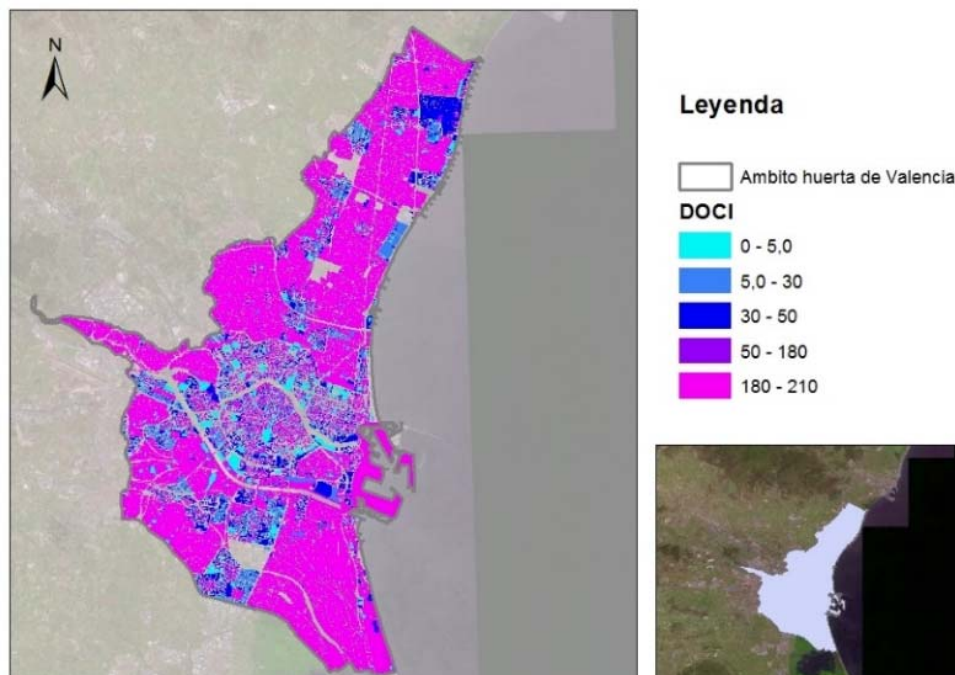 N
Leyenda
Ambito huerta de Valencia
DOCI
0 - 5,0
5,0 - 30
30 - 50
50 - 180
180 - 210